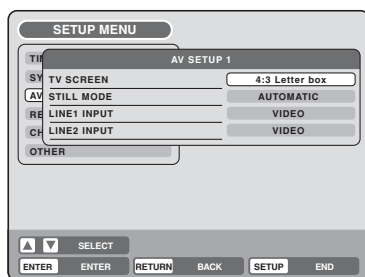 SETUP MENU
TI
AV SETUP 1
SY
TV SCREEN
4:3 Letter box
AV
STILL MODE
AUTOMATIC
RE
LINE1 INPUT
VIDEO
CH
LINE2 INPUT
VIDEO
OTHER
SELECT
ENTER ENTER RETURN BACK SETUP END